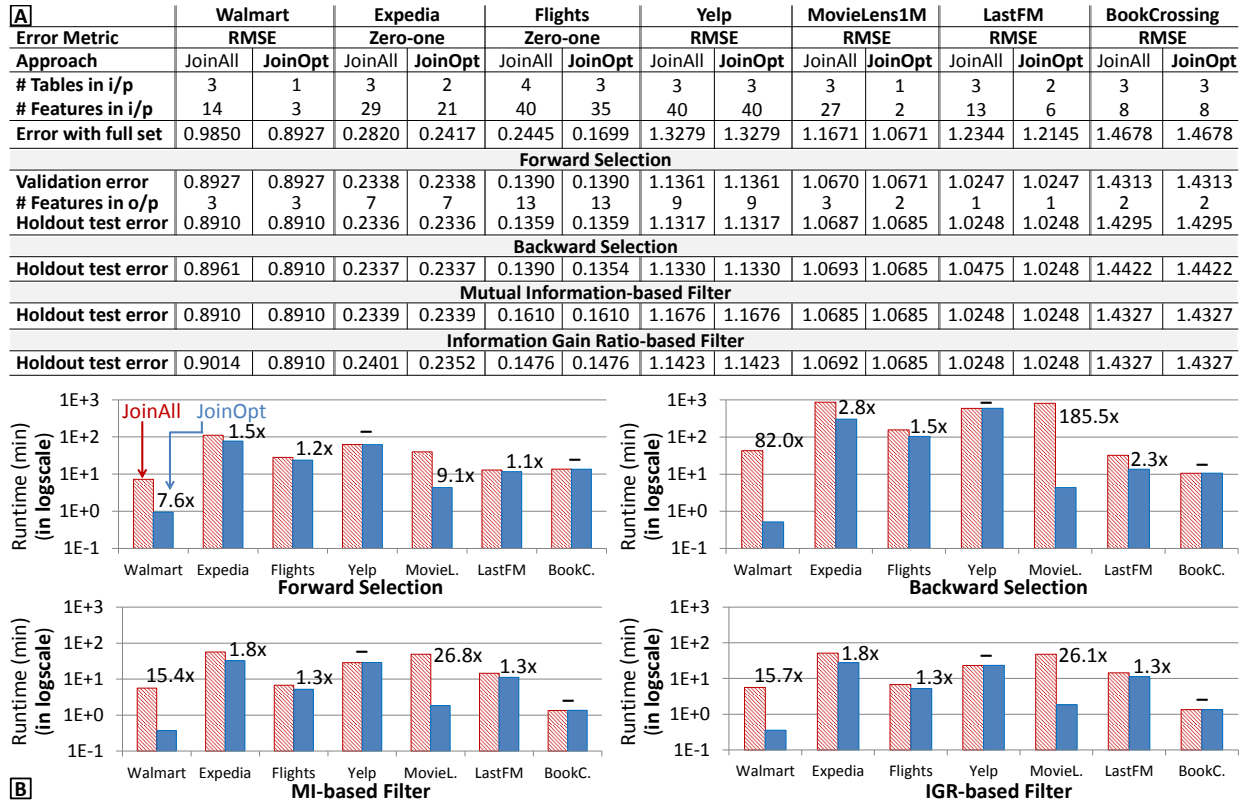 A Walmart Expedia Flights Yelp MovieLens1M LastFM BookCrossing
Error Metric RMSE Zero-one Zero-one RMSE RMSE RMSE RMSE
Approach JoinAll JoinOpt JoinAll JoinOpt JoinAll JoinOpt JoinAll JoinOpt JoinAll JoinOpt JoinAll JoinOpt JoinAll JoinOpt
# Tables in i/p 3 1 3 2 4 3 3 3 3 1 3 2 3 3
# Features in i/p 14 3 29 21 40 35 40 40 27 2 13 6 8 8
Error with full set 0.9850 0.8927 0.2820 0.2417 0.2445 0.1699 1.3279 1.3279 1.1671 1.0671 1.2344 1.2145 1.4678 1.4678
Forward Selection
Validation error 0.8927 0.8927 0.2338 0.2338 0.1390 0.1390 1.1361 1.1361 1.0670 1.0671 1.0247 1.0247 1.4313 1.4313
# Features in o/p 3 3 7 7 13 13 9 9 3 2 1 1 2 2
Holdout test error 0.8910 0.8910 0.2336 0.2336 0.1359 0.1359 1.1317 1.1317 1.0687 1.0685 1.0248 1.0248 1.4295 1.4295
Backward Selection
Holdout test error 0.8961 0.8910 0.2337 0.2337 0.1390 0.1354 1.1330 1.1330 1.0693 1.0685 1.0475 1.0248 1.4422 1.4422
Mutual Information-based Filter
Holdout test error 0.8910 0.8910 0.2339 0.2339 0.1610 0.1610 1.1676 1.1676 1.0685 1.0685 1.0248 1.0248 1.4327 1.4327
Information Gain Ratio-based Filter
Holdout test error 0.9014 0.8910 0.2401 0.2352 0.1476 0.1476 1.1423 1.1423 1.0692 1.0685 1.0248 1.0248 1.4327 1.4327
Runtime (min)
(in logscale)
1E+3
1E+2
1E+1
1E+0
1E-1
JoinAll JoinOpt
7.6x 1.5x 1.2x – 9.1x 1.1x –
Walmart Expedia Flights Yelp MovieL. LastFM BookC.
Forward Selection
Runtime (min)
(in logscale)
1E+3
1E+2
1E+1
1E+0
1E-1
82.0x 2.8x 1.5x – 185.5x 2.3x –
Walmart Expedia Flights Yelp MovieL. LastFM BookC.
Backward Selection
Runtime (min)
(in logscale)
1E+3
1E+2
1E+1
1E+0
1E-1
15.4x 1.8x 1.3x – 26.8x 1.3x –
Walmart Expedia Flights Yelp MovieL. LastFM BookC.
B MI-based Filter
Runtime (min)
(in logscale)
1E+3
1E+2
1E+1
1E+0
1E-1
15.7x 1.8x 1.3x – 26.1x 1.3x –
Walmart Expedia Flights Yelp MovieL. LastFM BookC.
IGR-based Filter